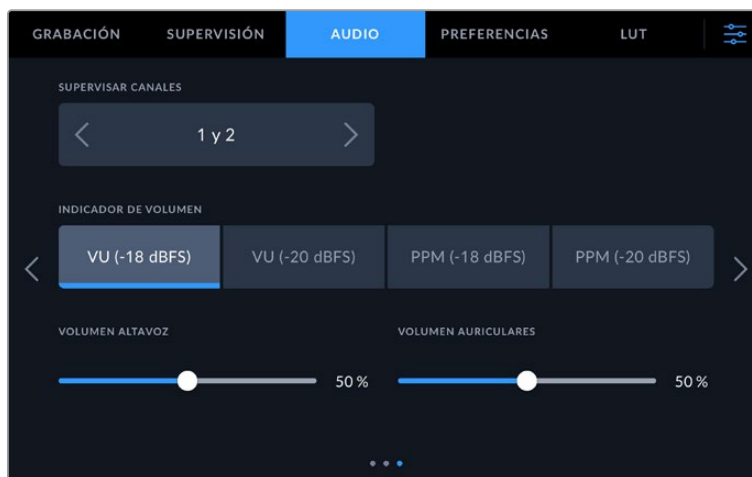 GRABACIÓN SUPERVISIÓN AUDIO PREFERENCIAS LUT
SUPERVISAR CANALES
1 y 2
INDICADOR DE VOLUMEN
VU (-18 dBFS) VU (-20 dBFS) PPM (-18 dBFS) PPM (-20 dBFS)
VOLUMEN ALTAVOZ VOLUMEN AURICULARES
50 % 50 %